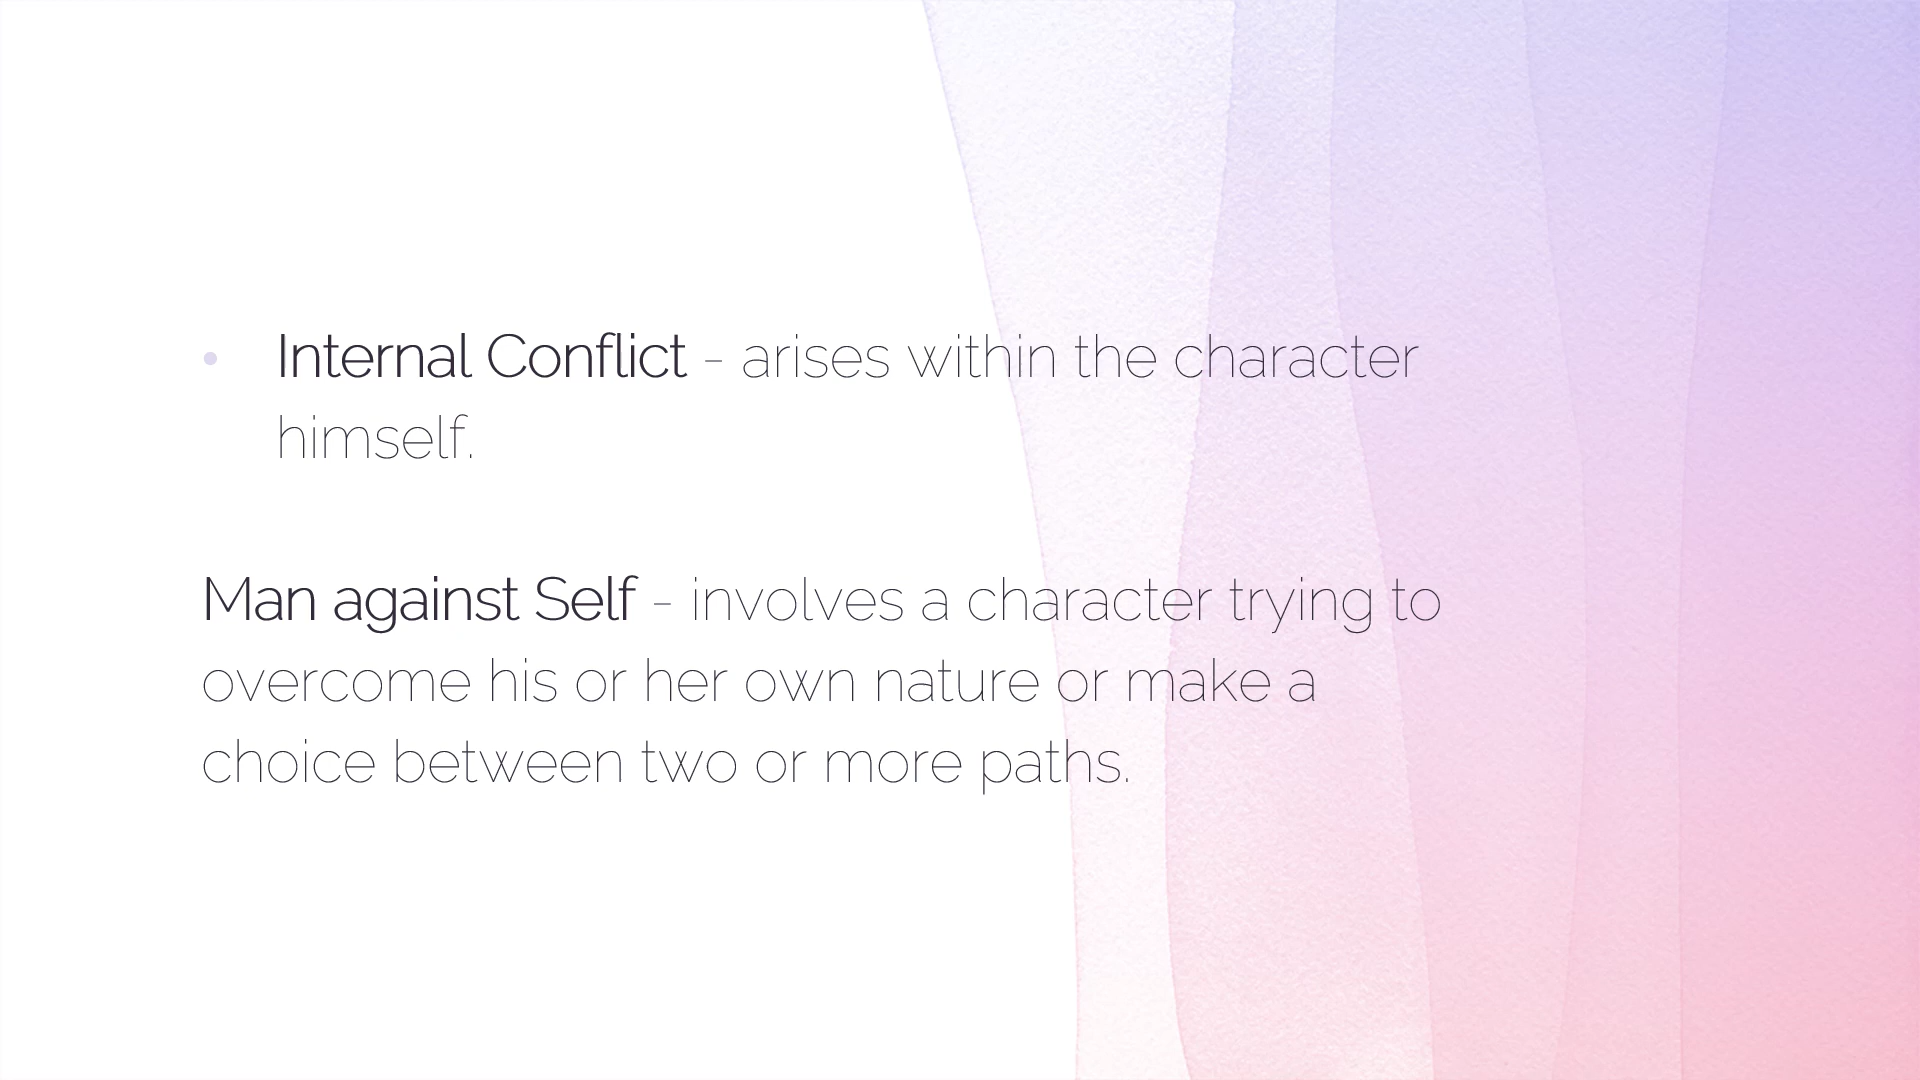 • Internal Conflict - arises within the character
himself.
Man against Self - involves a character trying to
overcome his or her own nature or make a
choice between two or more paths.